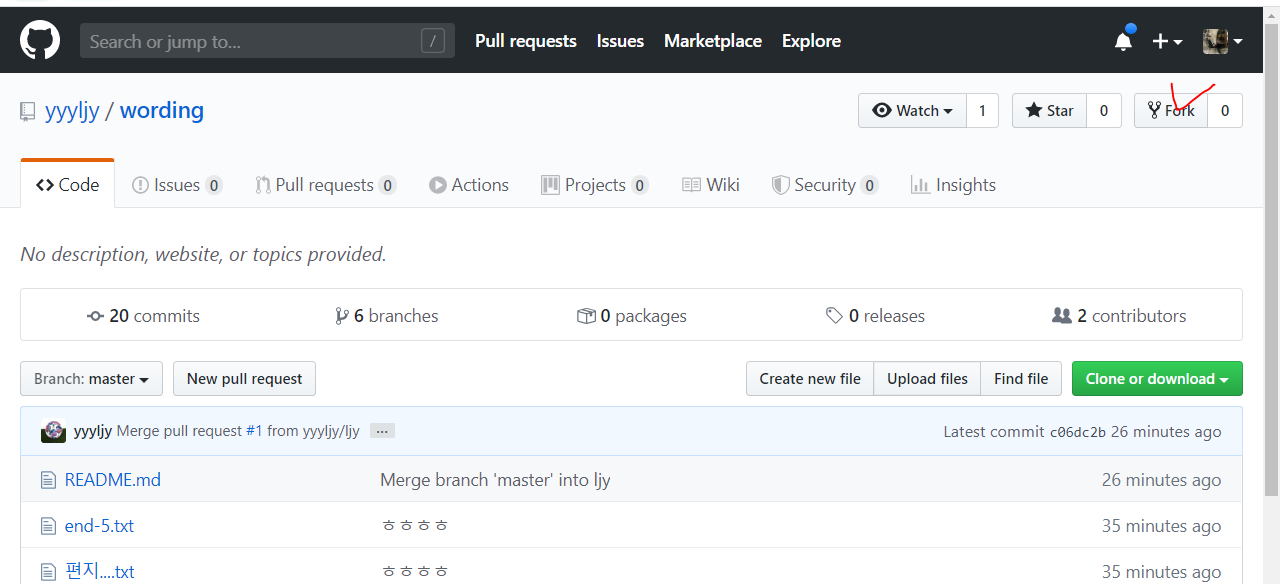 Search or jump to... / Pull requests Issues Marketplace Explore
yyyljy / wording Watch 1 Star 0 Fork 0
Code Issues 0 Pull requests 0 Actions Projects 0 Wiki Security 0 Insights
No description, website, or topics provided.
20 commits 6 branches 0 packages 0 releases 2 contributors
Branch: master New pull request Create new file Upload files Find file Clone or download
yyyljy Merge pull request #1 from yyyljy/ljy ... Latest commit c06dc2b 26 minutes ago
README.md Merge branch 'master' into ljy 26 minutes ago
end-5.txt ㅎㅎㅎㅎ 35 minutes ago
편지....txt ㅎㅎㅎㅎ 35 minutes ago